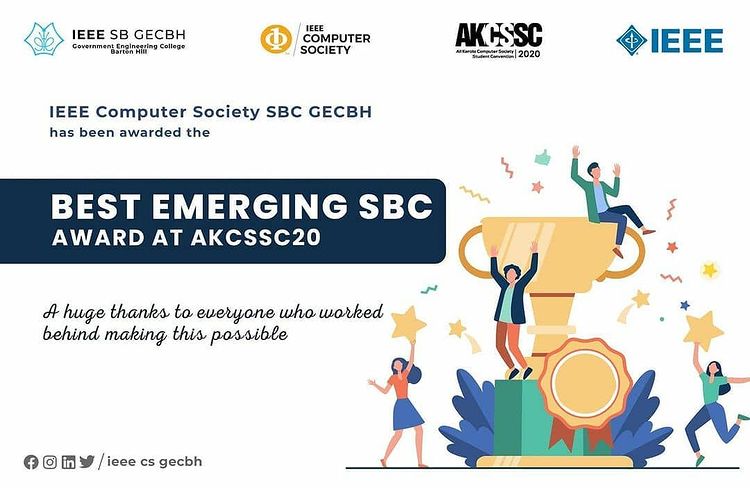 IEEE SB GECBH
Government Engineering College
Barton Hill
IEEE
COMPUTER
SOCIETY
AKCSSC
All Kerala Computer Society
Student Convention | 2020
IEEE
IEEE Computer Society SBC GECBH
has been awarded the
BEST EMERGING SBC
AWARD AT AKCSSC20
A huge thanks to everyone who worked
behind making this possible
/ ieee cs gecbh